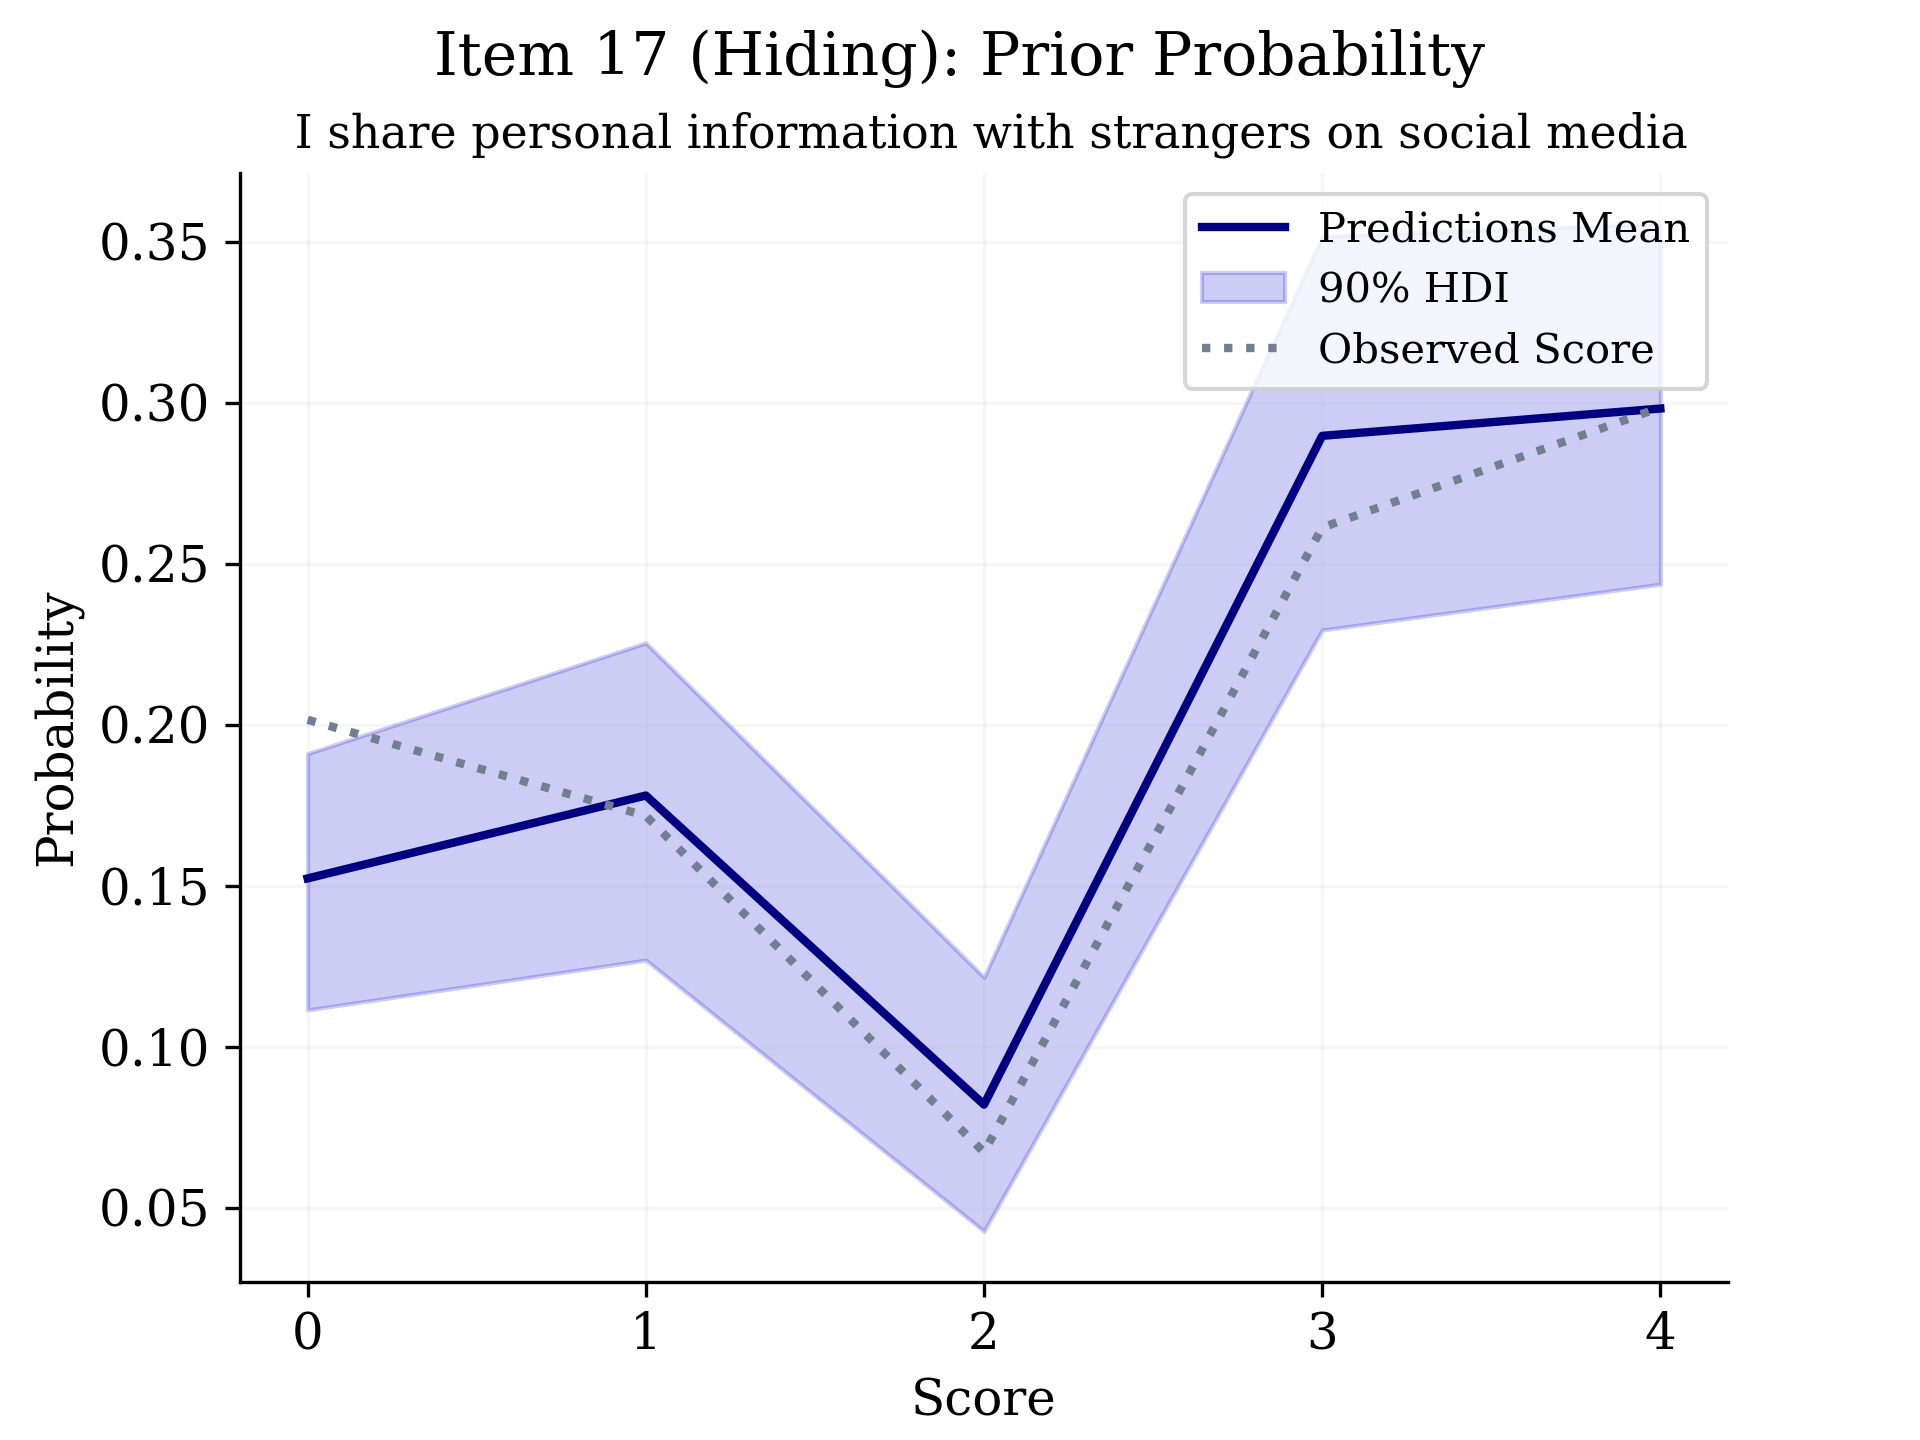 Item 17 (Hiding): Prior Probability
I share personal information with strangers on social media
Predictions Mean
90% HDI
Observed Score
0.35
0.30
0.25
0.20
0.15
0.10
0.05
Probability
0 1 2 3 4
Score